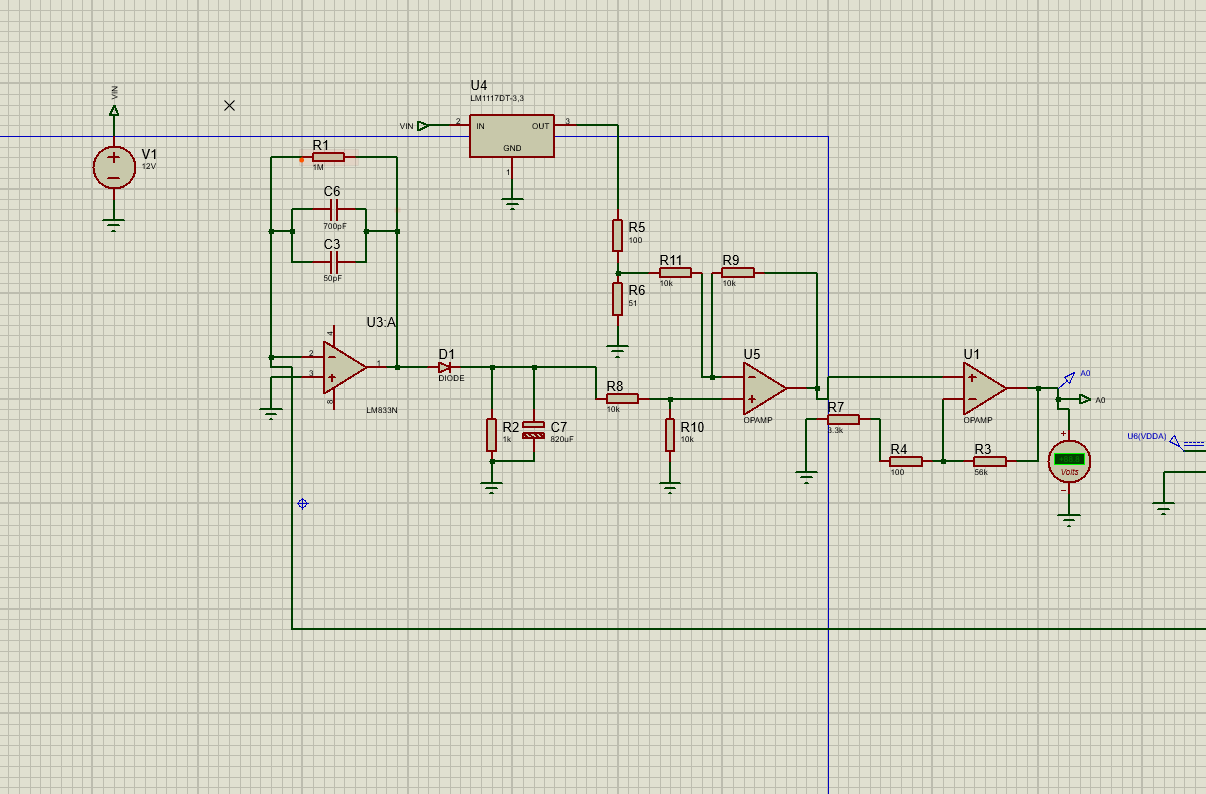 VIN
V1
12V
U4
LM1117DT-3,3
VIN
2
IN
OUT
3
GND
1
R1
1M
C6
700pF
C3
50pF
U3:A
4
2
3
1
8
LM833N
D1
DIODE
R2
1k
C7
820uF
R5
100
R6
51
R11
10k
R9
10k
R8
10k
R10
10k
U5
OPAMP
U1
OPAMP
R7
3.3k
R4
100
R3
56k
A0
A0
Volts
U6(VDDA)